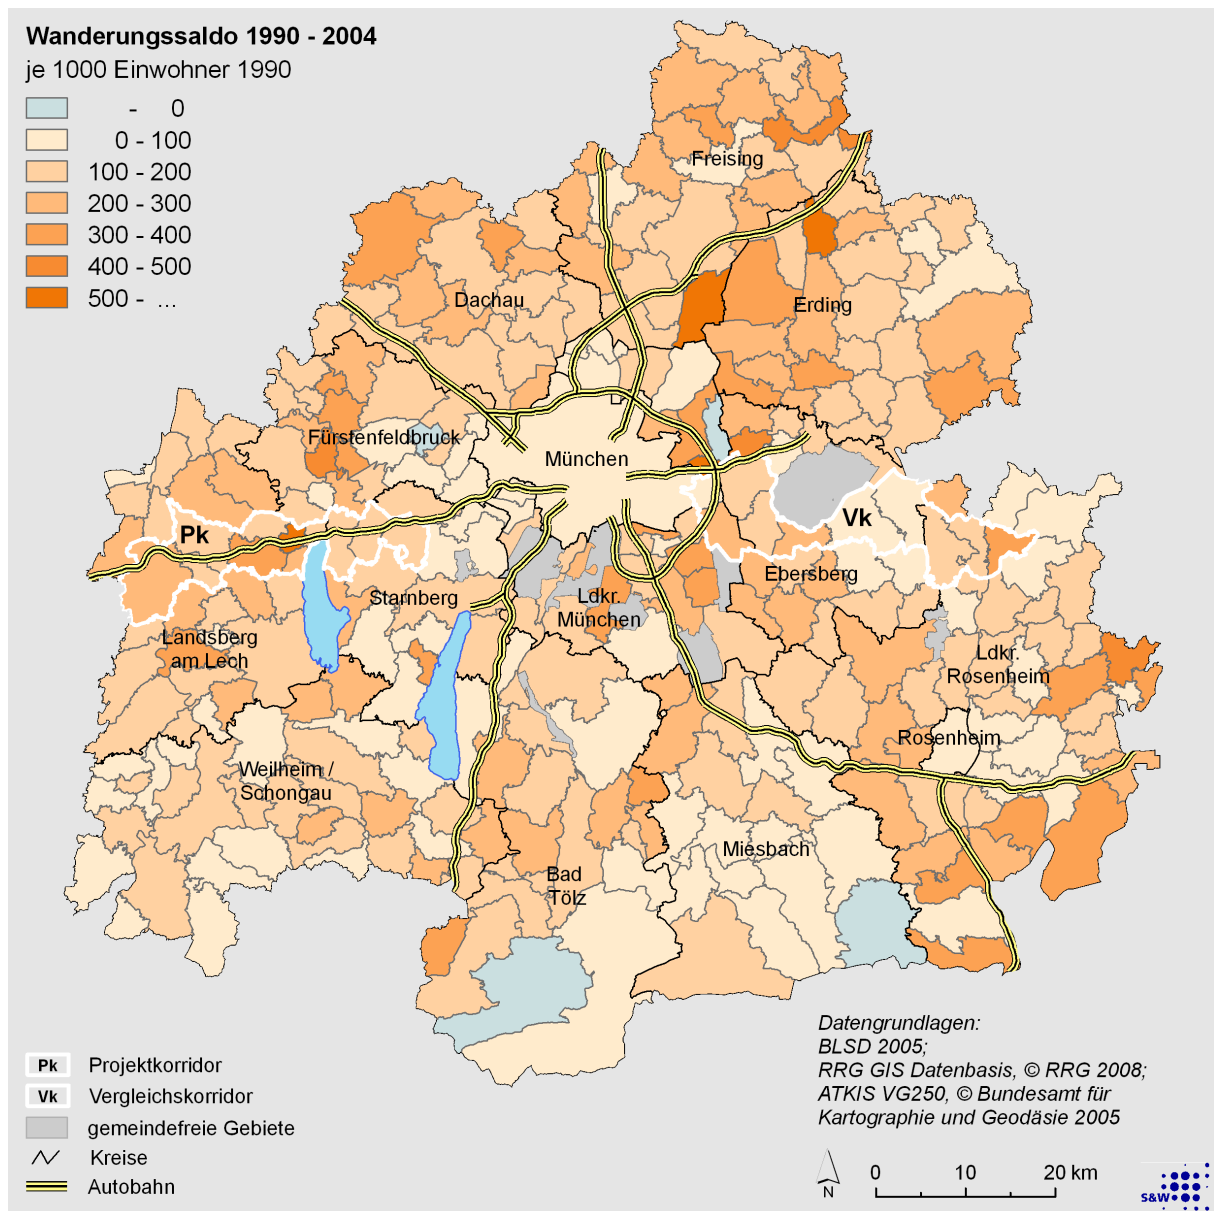 Wanderungssaldo 1990 - 2004
je 1000 Einwohner 1990
- 0
0 - 100
100 - 200
200 - 300
300 - 400
400 - 500
500 - ...
Freising
Dachau
Erding
Fürstenfeldbruck
München
Pk
Vk
Ebersberg
Starnberg
Ldkr.
München
Landsberg
am Lech
Ldkr.
Rosenheim
Rosenheim
Weilheim /
Schongau
Miesbach
Bad
Tölz
Datengrundlagen:
BLSD 2005;
RRG GIS Datenbasis, © RRG 2008;
ATKIS VG250, © Bundesamt für
Kartographie und Geodäsie 2005
Pk Projektkorridor
Vk Vergleichskorridor
gemeindefreie Gebiete
Kreise
Autobahn
N
0 10 20 km
S&W